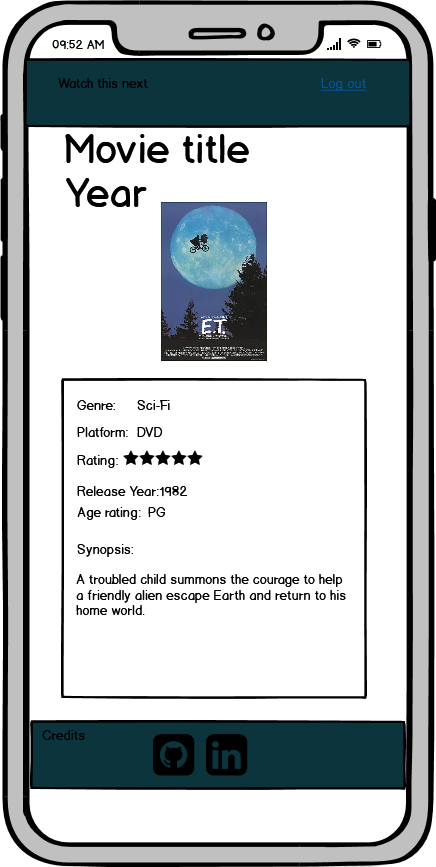 09:52 AM
Watch this next
Log out
Movie title
Year
E.T.
Genre: Sci-Fi
Platform: DVD
Rating:
Release Year:1982
Age rating: PG
Synopsis:
A troubled child summons the courage to help
a friendly alien escape Earth and return to his
home world.
Credits
in